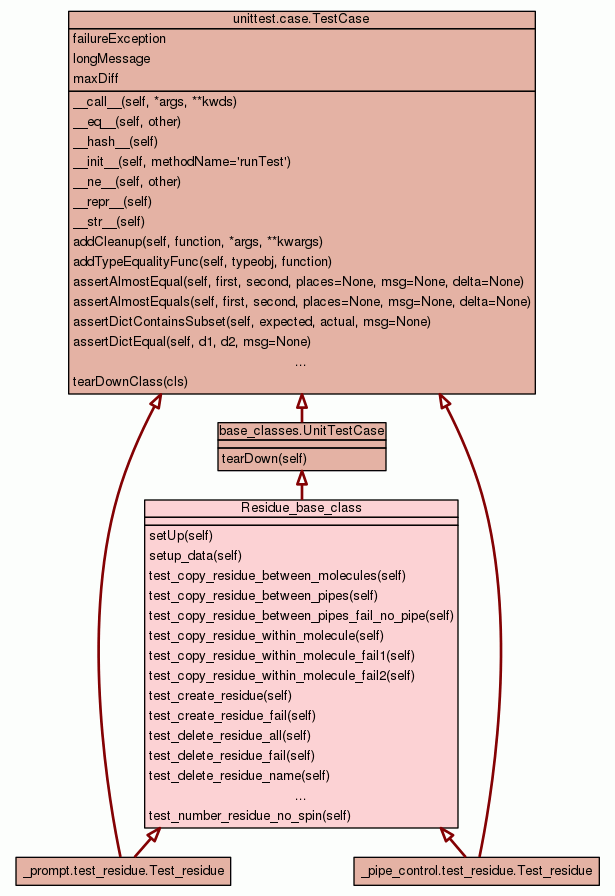 unittest.case.TestCase
failureException
longMessage
maxDiff
__call__(self, *args, **kwds)
__eq__(self, other)
__hash__(self)
__init__(self, methodName='runTest')
__ne__(self, other)
__repr__(self)
__str__(self)
addCleanup(self, function, *args, **kwargs)
addTypeEqualityFunc(self, typeobj, function)
assertAlmostEqual(self, first, second, places=None, msg=None, delta=None)
assertAlmostEquals(self, first, second, places=None, msg=None, delta=None)
assertDictContainsSubset(self, expected, actual, msg=None)
assertDictEqual(self, d1, d2, msg=None)
...
tearDownClass(cls)
base_classes.UnitTestCase
tearDown(self)
Residue_base_class
setUp(self)
setup_data(self)
test_copy_residue_between_molecules(self)
test_copy_residue_between_pipes(self)
test_copy_residue_between_pipes_fail_no_pipe(self)
test_copy_residue_within_molecule(self)
test_copy_residue_within_molecule_fail1(self)
test_copy_residue_within_molecule_fail2(self)
test_create_residue(self)
test_create_residue_fail(self)
test_delete_residue_all(self)
test_delete_residue_fail(self)
test_delete_residue_name(self)
...
test_number_residue_no_spin(self)
_prompt.test_residue.Test_residue
_pipe_control.test_residue.Test_residue